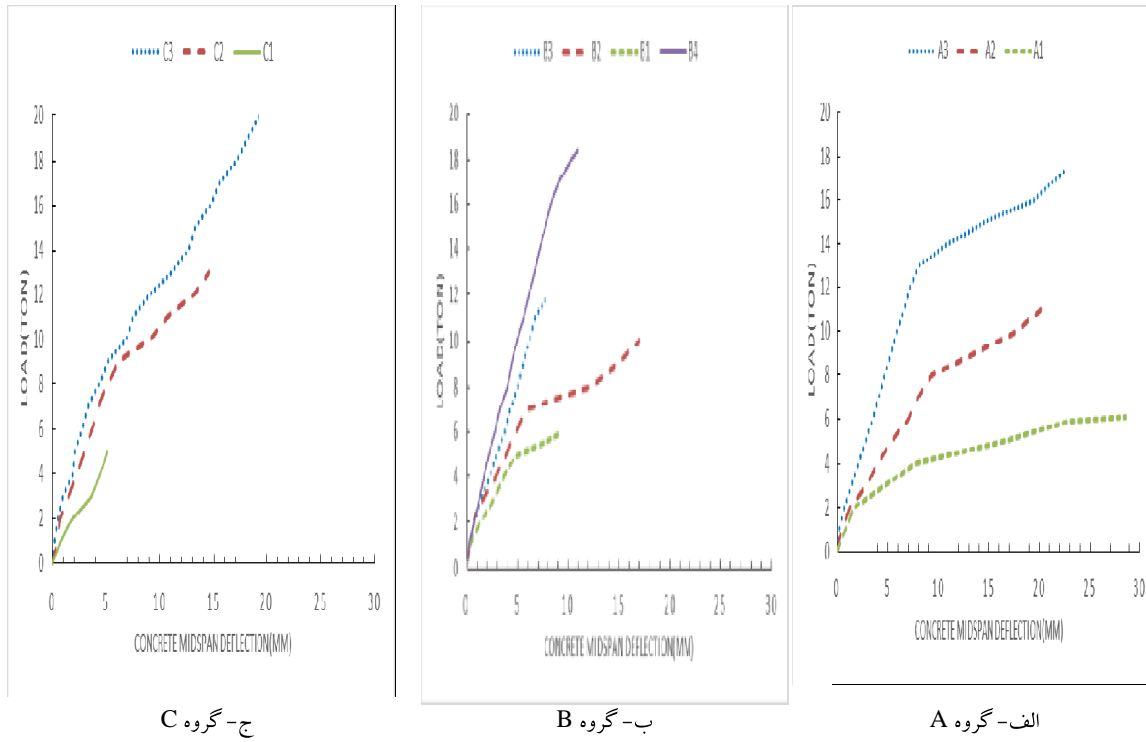 C3 C2 C1
20
18
16
14
12
10
8
6
4
2
0
LOAD(TON)
0 5 10 15 20 25 30
CONCRETE MIDSPAN DEFLECTION(MM)
ج- گروه C
B3 B2 B1 B4
20
18
16
14
12
10
8
6
4
2
0
LOAD(TON)
0 5 10 15 20 25 30
CONCRETE MIDSPAN DEFLECTION(MM)
ب- گروه B
A3 A2 A1
20
18
16
14
12
10
8
6
4
2
0
LOAD(TON)
0 5 10 15 20 25 30
CONCRETE MIDSPAN DEFLECTION(MM)
الف- گروه A